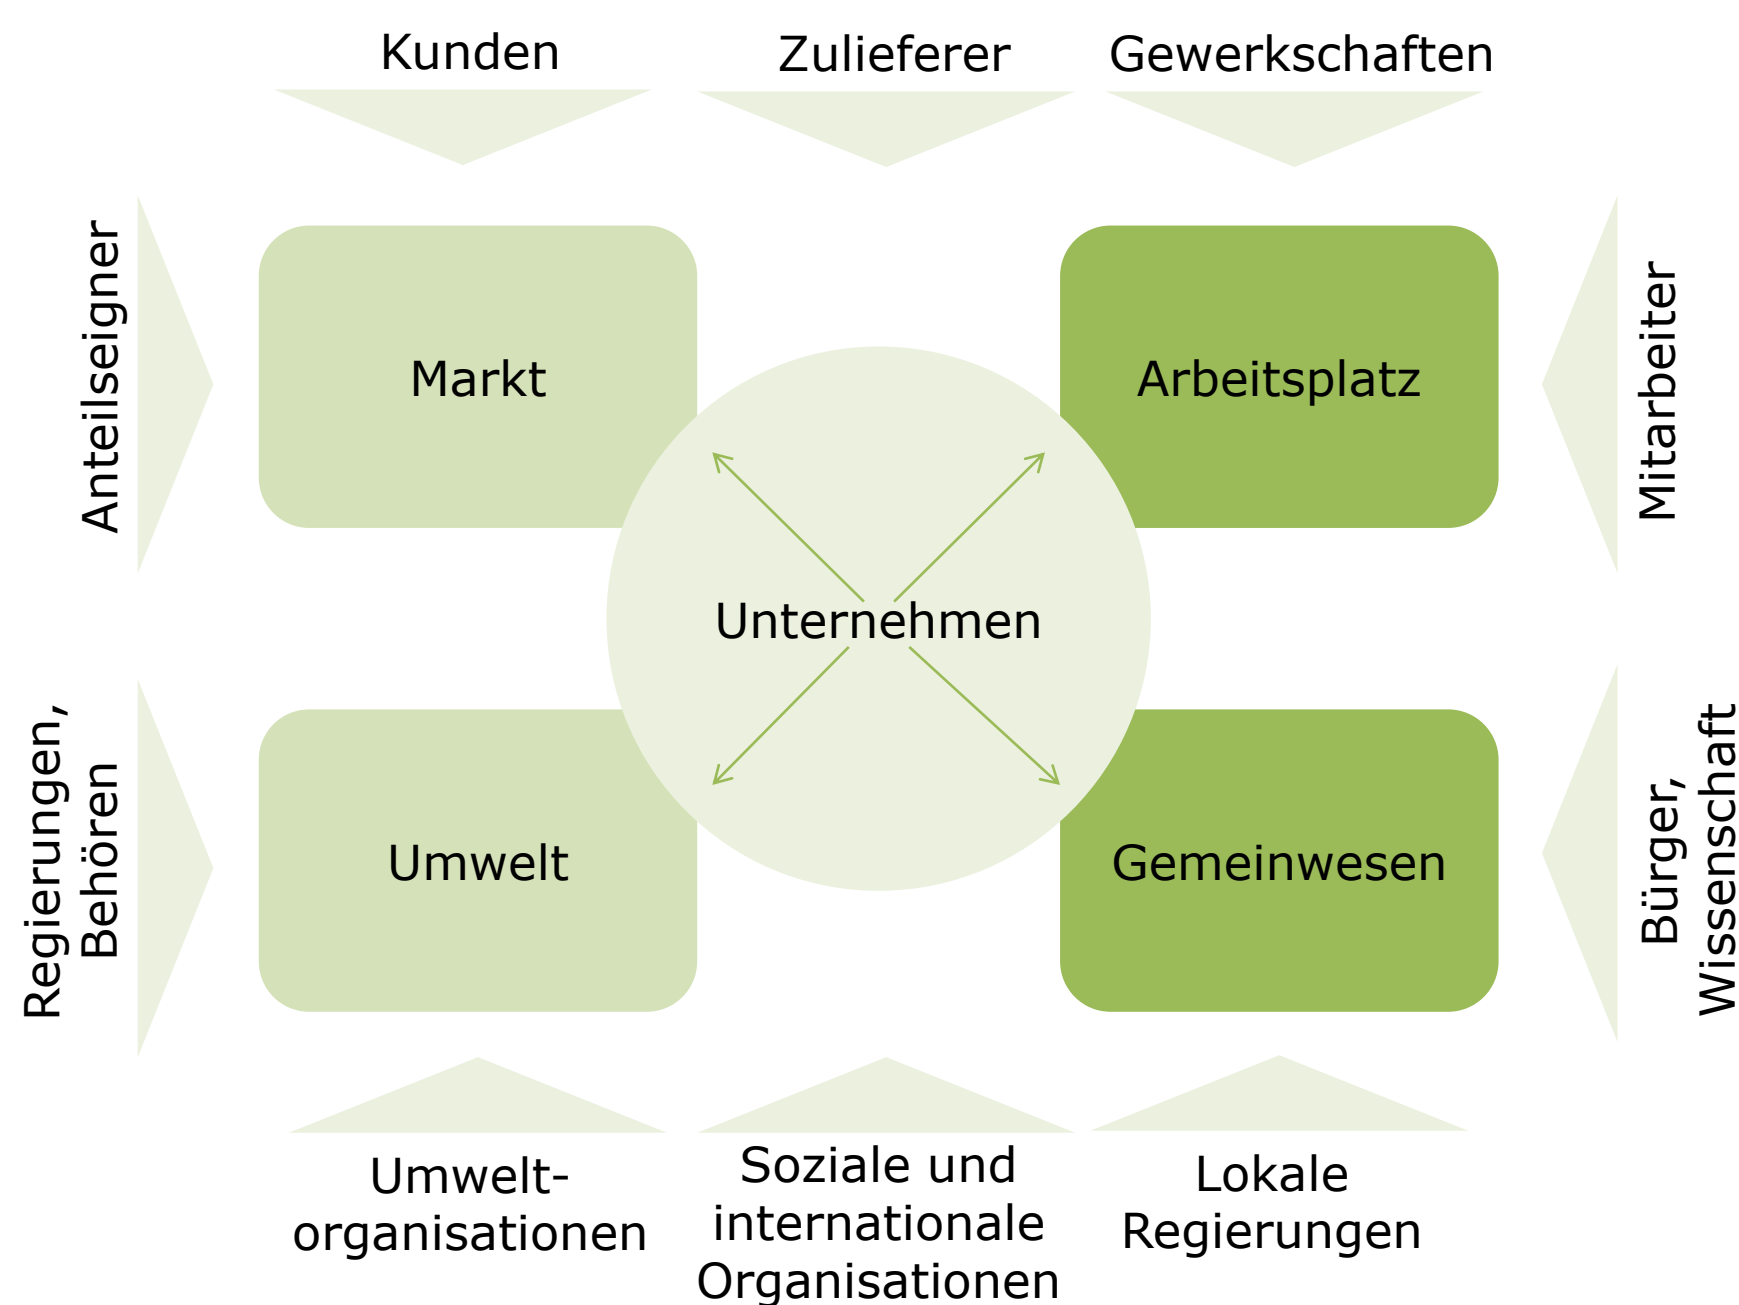 Kunden
Zulieferer
Gewerkschaften
Anteilseigner
Markt
Arbeitsplatz
Mitarbeiter
Unternehmen
Regierungen,
Behören
Umwelt
Gemeinwesen
Bürger,
Wissenschaft
Umwelt-
organisationen
Soziale und
internationale
Organisationen
Lokale
Regierungen